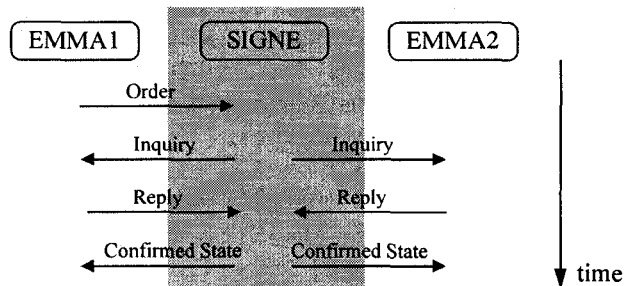 EMMA1 SIGNE EMMA2
Order
Inquiry Inquiry
Reply Reply
Confirmed State Confirmed State
time